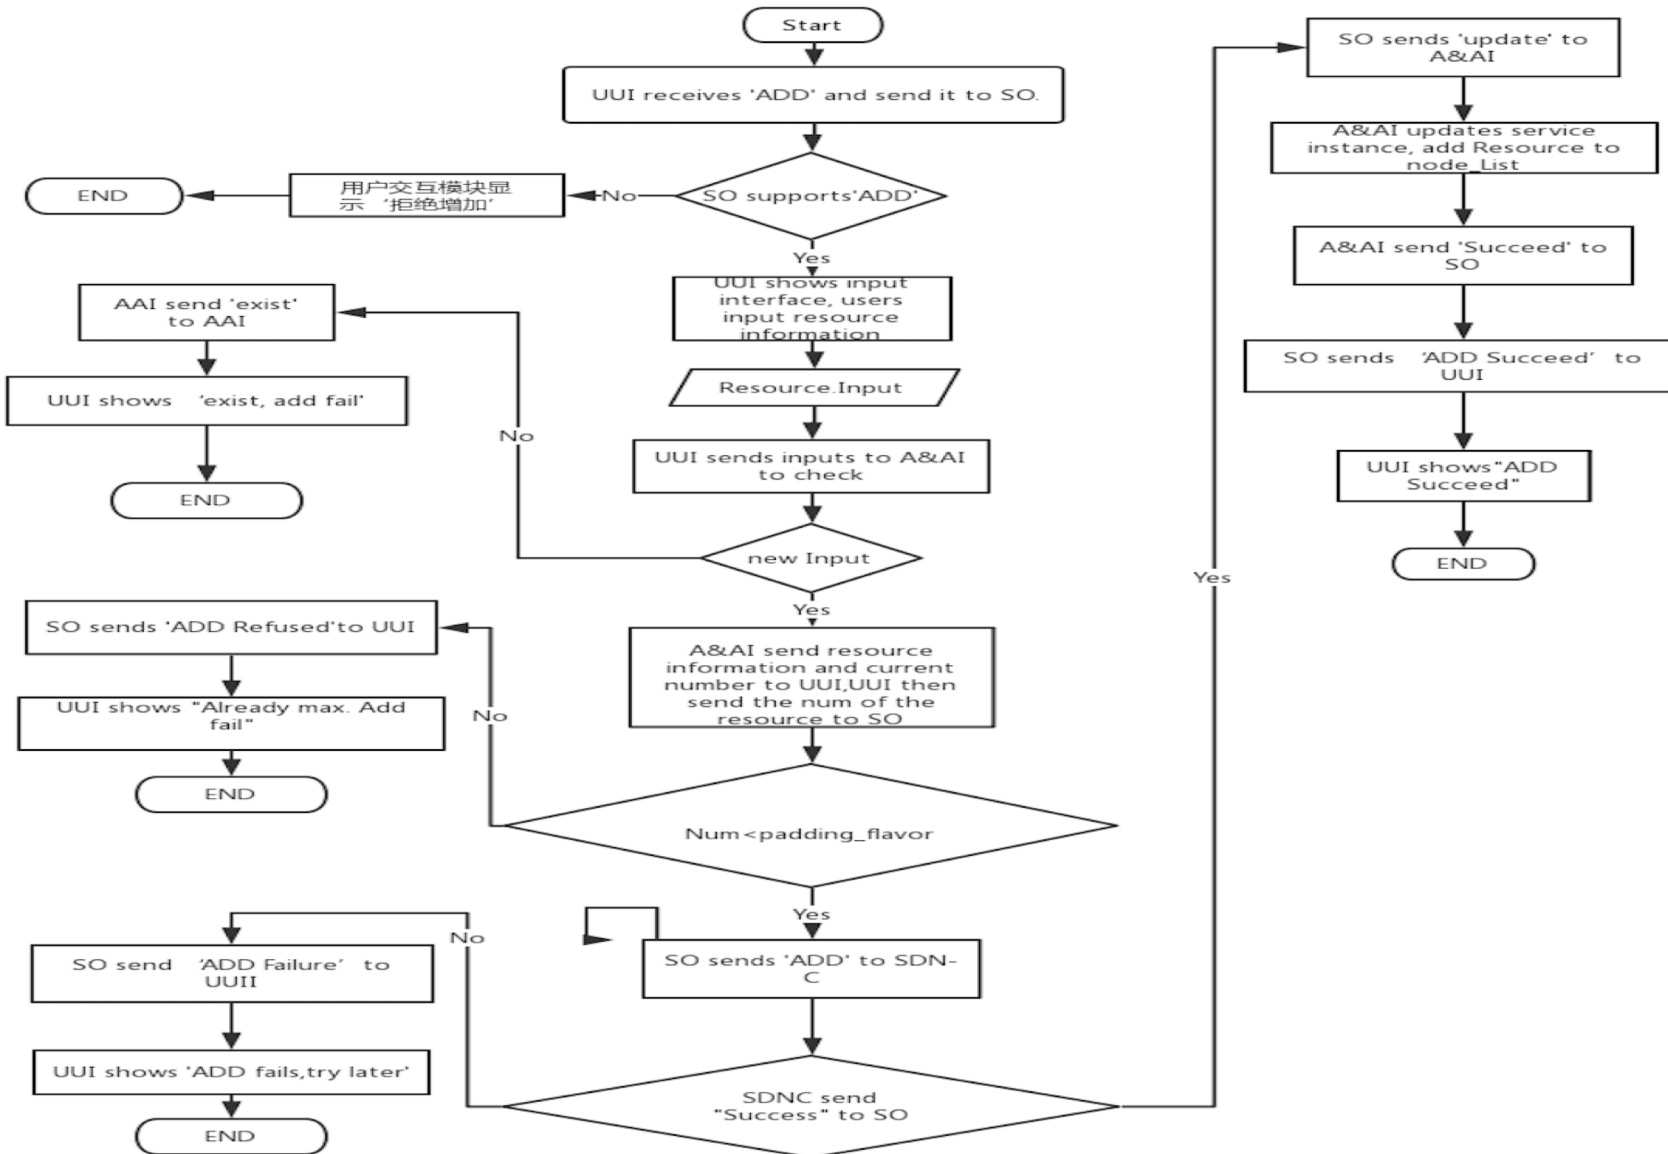 Start
UUI receives 'ADD' and send it to SO.
SO supports'ADD'
No
用户交互模块显
示 ‘拒绝增加’
END
Yes
UUI shows input
interface, users
input resource
information
Resource.Input
UUI sends inputs to A&AI
to check
new Input
No
AAI send 'exist'
to AAI
UUI shows ‘exist, add fail'
END
Yes
A&AI send resource
information and current
number to UUI,UUI then
send the num of the
resource to SO
Num<padding_flavor
No
SO sends 'ADD Refused'to UUI
UUI shows "Already max. Add
fail"
END
Yes
SO sends 'ADD' to SDN-
C
SDNC send
"Success" to SO
No
SO send ‘ADD Failure’ to
UUII
UUI shows 'ADD fails,try later'
END
Yes
SO sends 'update' to
A&AI
A&AI updates service
instance, add Resource to
node_List
A&AI send 'Succeed' to
SO
SO sends ‘ADD Succeed’ to
UUI
UUI shows"ADD
Succeed"
END